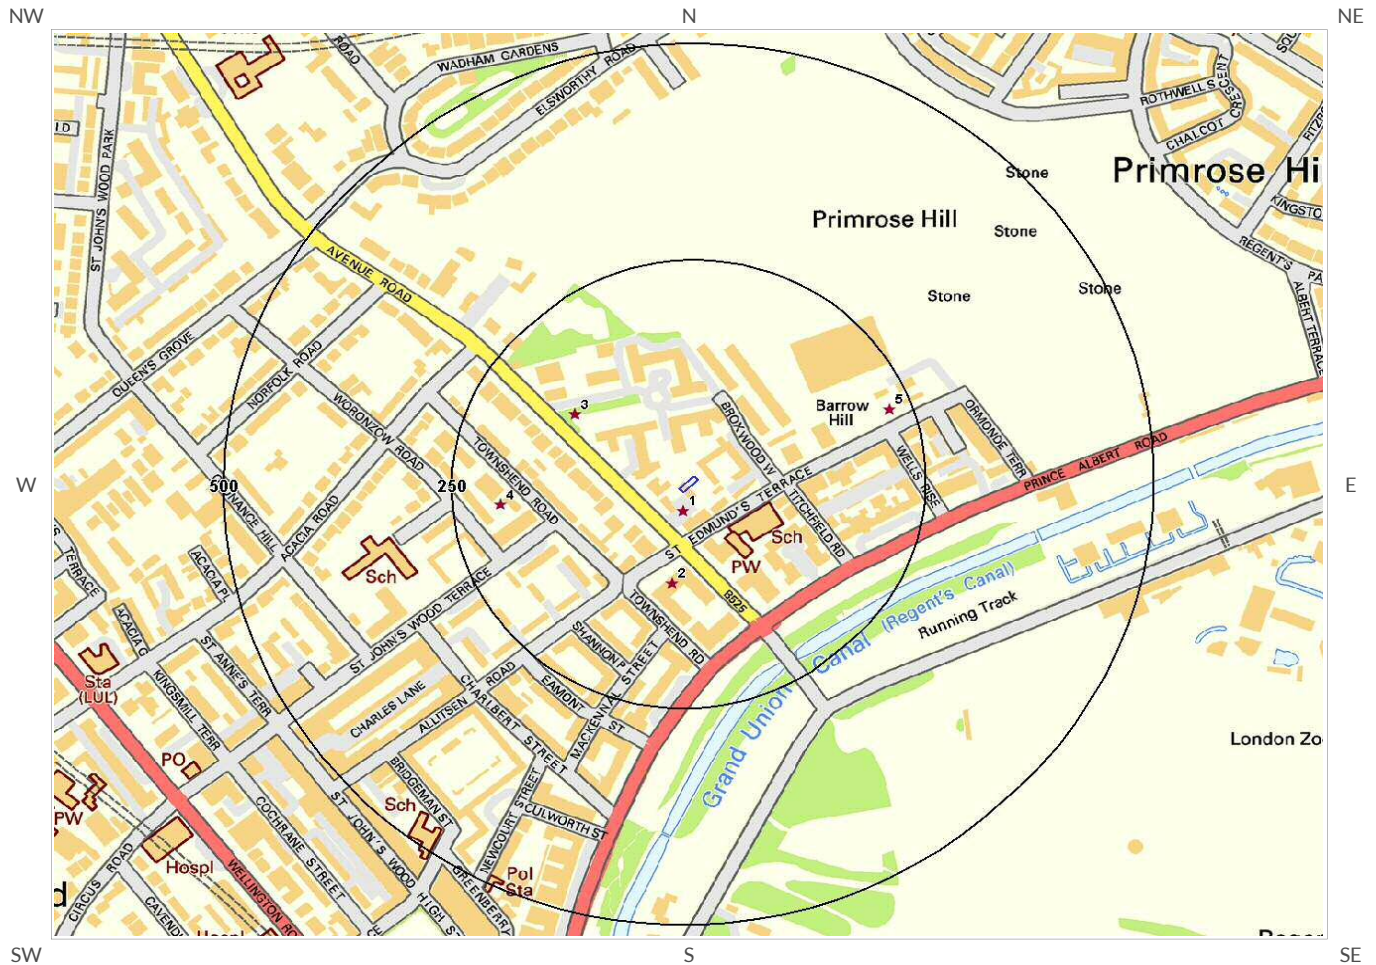 NW
N
NE
ROAD
WADHAM GARDENS
ELSWORTHY ROAD
ROTHWELL S
CRESCENT
CHALCOT
ST JOHN'S WOOD PARK
Stone
Primrose Hi
Primrose Hill
Stone
KINGSTO
REGENT'S PA
AVENUE ROAD
Stone
Stone
ALBERT TERRACE
QUEEN'S GROVE
NORFOLK ROAD
WORONZOW ROAD
3
5
Barrow
Hill
BROXWOOD W
ORMONDE TERR
TOWNSHEND ROAD
PRINCE ALBERT ROAD
WELLS RISE
W
500
250
E
4
1
ST EDMUND'S TERRACE
TITCHFIELD RD
ACACIA ROAD
Sch
PW
Sch
TERRACE
ACACIA PL
2
B525
ST JOHN'S WOOD TERRACE
TOWNSHEND RD
Grand Union Canal (Regent's Canal)
Running Track
ACACIA G
ST ANNE'S TERR
SHANNON P
Sta
(LUL)
KINGSMILL TERR
CHARLES LANE
ALLITSEN ROAD
CHARLBERT STREET
EAMONT ST
MACKENNAL STREET
London Zo
PO
BRIDGEMAN ST
Sch
NEWCOURT STREET
CULWORTH ST
PW
COCHRANE STREET
ST JOHN'S WOOD HIGH S
Hospl
WELLINGTON RO
Pol
Sta
GREENBERRY
CIRCUS ROAD
CAVEND
d
Hospl
SW
S
SE